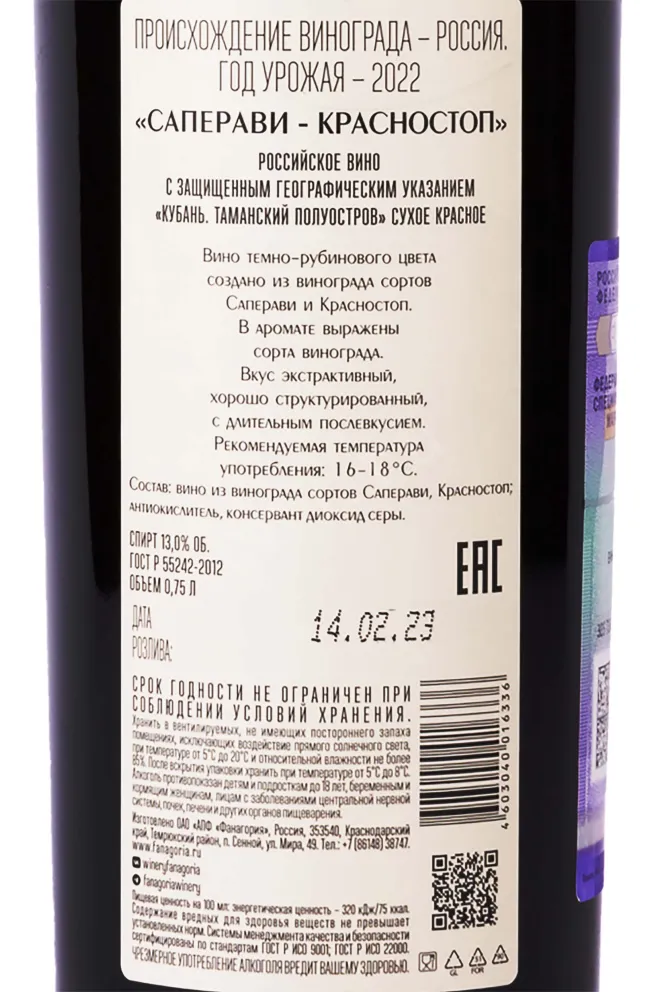 ПРОИСХОЖДЕНИЕ ВИНОГРАДА – РОССИЯ.
ГОД УРОЖАЯ – 2022
«САПЕРАВИ - КРАСНОСТОП»
РОССИЙСКОЕ ВИНО
С ЗАЩИЩЕННЫМ ГЕОГРАФИЧЕСКИМ УКАЗАНИЕМ
«КУБАНЬ. ТАМАНСКИЙ ПОЛУОСТРОВ» СУХОЕ КРАСНОЕ
Вино темно-рубинового цвета
создано из винограда сортов
Саперави и Красностоп.
В аромате выражены
сорта винограда.
Вкус экстрактивный,
хорошо структурированный,
с длительным послевкусием.
Рекомендуемая температура
употребления: 16–18°С.
Состав: вино из винограда сортов Саперави, Красностоп;
антиокислитель, консервант диоксид серы.
СПИРТ 13,0% ОБ.
ГОСТ Р 55242-2012
ОБЪЕМ 0,75 Л
EAC
ДАТА
РОЗЛИВА:
14.02.23
СРОК ГОДНОСТИ НЕ ОГРАНИЧЕН ПРИ
СОБЛЮДЕНИИ УСЛОВИЙ ХРАНЕНИЯ.
Хранить в вентилируемых, не имеющих постороннего запаха
помещениях, исключающих воздействие прямого солнечного света,
при температуре от 5°С до 20°С и относительной влажности не более
85%. После вскрытия упаковки хранить при температуре от 5°С до 8°С.
Алкоголь противопоказан детям и подросткам до 18 лет, беременным и
кормящим женщинам, лицам с заболеваниями центральной нервной
системы, почек, печени и других органов пищеварения.
Изготовлено ОАО «АПФ «Фанагория», Россия, 353540, Краснодарский
край, Темрюкский район, п. Сенной, ул. Мира, 49. Тел.: +7 (86148) 38747.
www.fanagoria.ru
wineryfanagoria
fanagoriawinery
Пищевая ценность на 100 мл: энергетическая ценность – 320 кДж/75 ккал.
Содержание вредных для здоровья веществ не превышает
установленных норм. Системы менеджмента качества и безопасности
сертифицированы по стандартам ГОСТ Р ИСО 9001; ГОСТ Р ИСО 22000.
ЧРЕЗМЕРНОЕ УПОТРЕБЛЕНИЕ АЛКОГОЛЯ ВРЕДИТ ВАШЕМУ ЗДОРОВЬЮ.
4603040016336
GL
51
FOR
90